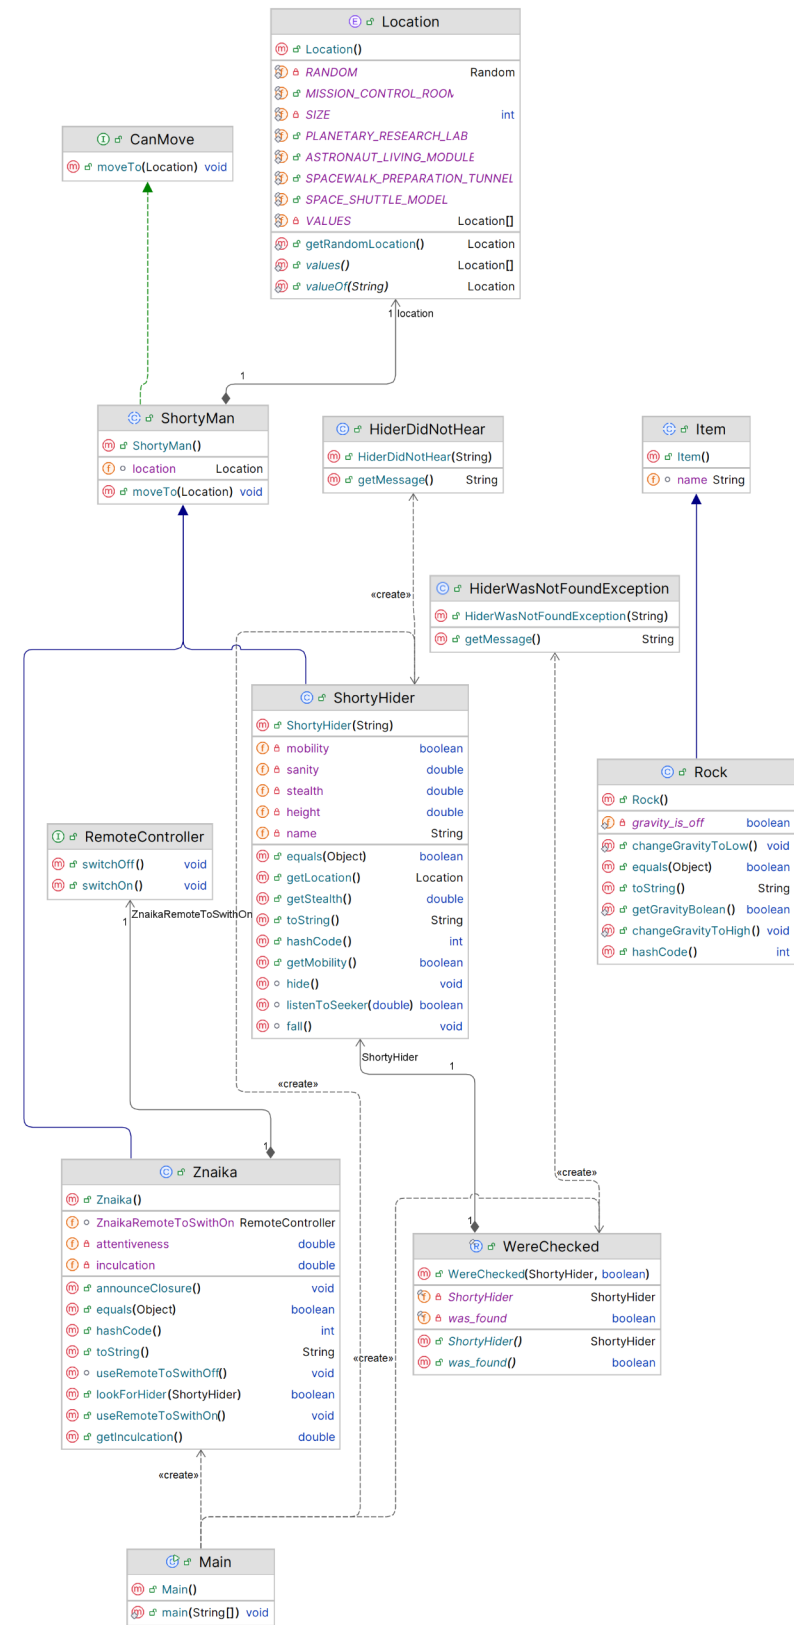 Location
Location()
RANDOM Random
MISSION_CONTROL_ROOM
SIZE int
PLANETARY_RESEARCH_LAB
ASTRONAUT_LIVING_MODULE
SPACEWALK_PREPARATION_TUNNEL
SPACE_SHUTTLE_MODEL
VALUES Location[]
getRandomLocation() Location
values() Location[]
valueOf(String) Location
CanMove
moveTo(Location) void
1 location
1
ShortyMan
ShortyMan()
location Location
moveTo(Location) void
HiderDidNotHear
HiderDidNotHear(String)
getMessage() String
Item
Item()
name String
«create»
HiderWasNotFoundException
HiderWasNotFoundException(String)
getMessage() String
ShortyHider
ShortyHider(String)
mobility boolean
sanity double
stealth double
height double
name String
equals(Object) boolean
getLocation() Location
getStealth() double
toString() String
hashCode() int
getMobility() boolean
hide() void
listenToSeeker(double) boolean
fall() void
Rock
Rock()
gravity_is_off boolean
changeGravityToLow() void
equals(Object) boolean
toString() String
getGravityBolean() boolean
changeGravityToHigh() void
hashCode() int
RemoteController
switchOff() void
switchOn() void
1 ZnaikaRemoteToSwithOn
ShortyHider
1
«create»
1
Znaika
Znaika()
ZnaikaRemoteToSwithOn RemoteController
attentiveness double
inculcation double
announceClosure() void
equals(Object) boolean
hashCode() int
toString() String
useRemoteToSwithOff() void
lookForHider(ShortyHider) boolean
useRemoteToSwithOn() void
getInculcation() double
«create»
1
WereChecked
WereChecked(ShortyHider, boolean)
ShortyHider ShortyHider
was_found boolean
ShortyHider() ShortyHider
was_found() boolean
«create»
«create»
Main
Main()
main(String[]) void